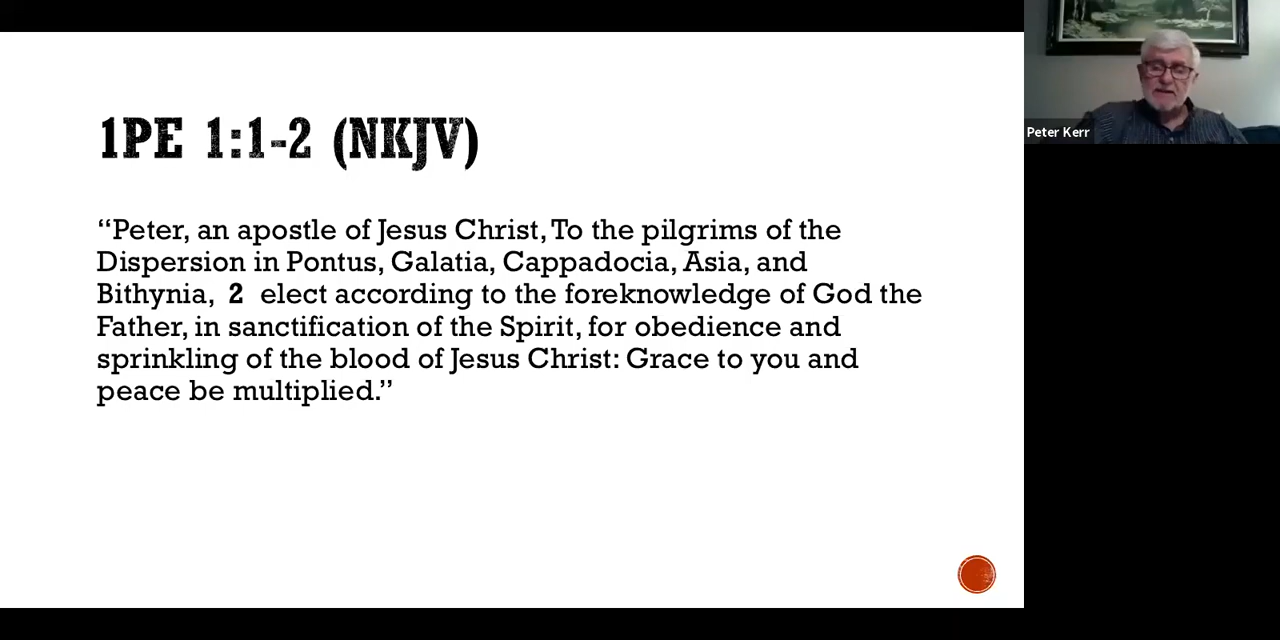 1PE 1:1-2 (NKJV)
“Peter, an apostle of Jesus Christ, To the pilgrims of the
Dispersion in Pontus, Galatia, Cappadocia, Asia, and
Bithynia, 2 elect according to the foreknowledge of God the
Father, in sanctification of the Spirit, for obedience and
sprinkling of the blood of Jesus Christ: Grace to you and
peace be multiplied.”
Peter Kerr